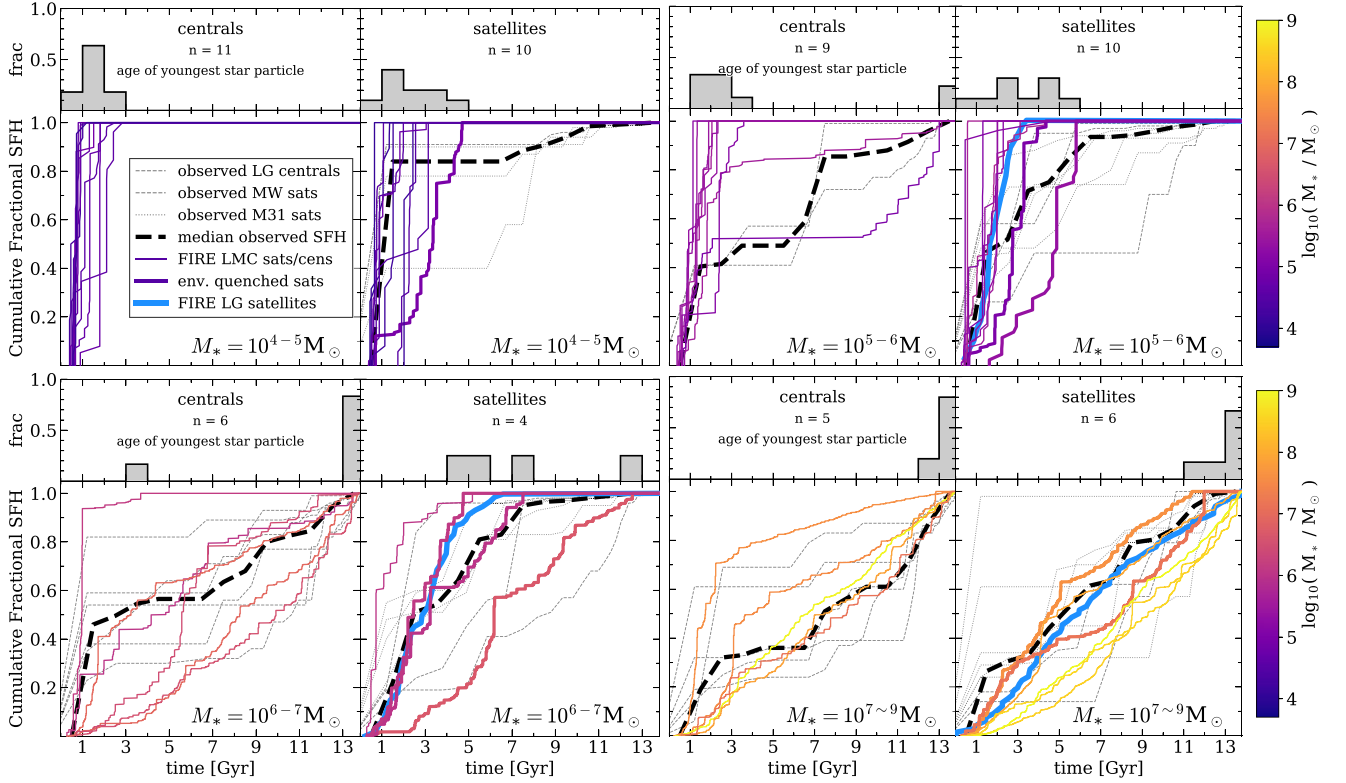 1.0
0.5
frac
centrals
n = 11
age of youngest star particle
satellites
n = 10
centrals
n = 9
age of youngest star particle
satellites
n = 10
1.0
0.8
0.6
0.4
0.2
Cumulative Fractional SFH
observed LG centrals
observed MW sats
observed M31 sats
median observed SFH
FIRE LMC sats/cens
env. quenched sats
FIRE LG satellites
M* = 10^{4−5}M⊙
M* = 10^{4−5}M⊙
M* = 10^{5−6}M⊙
M* = 10^{5−6}M⊙
9
8
7
6
5
4
log10( M* / M⊙ )
1.0
0.5
frac
centrals
n = 6
age of youngest star particle
satellites
n = 4
centrals
n = 5
age of youngest star particle
satellites
n = 6
1.0
0.8
0.6
0.4
0.2
Cumulative Fractional SFH
M* = 10^{6−7}M⊙
M* = 10^{6−7}M⊙
M* = 10^{7~9}M⊙
M* = 10^{7~9}M⊙
1 3 5 7 9 11 13
1 3 5 7 9 11
3 5 7 9 11 13
1 3 5 7 9 11 13
time [Gyr]
time [Gyr]
time [Gyr]
time [Gyr]
9
8
7
6
5
4
log10( M* / M⊙ )